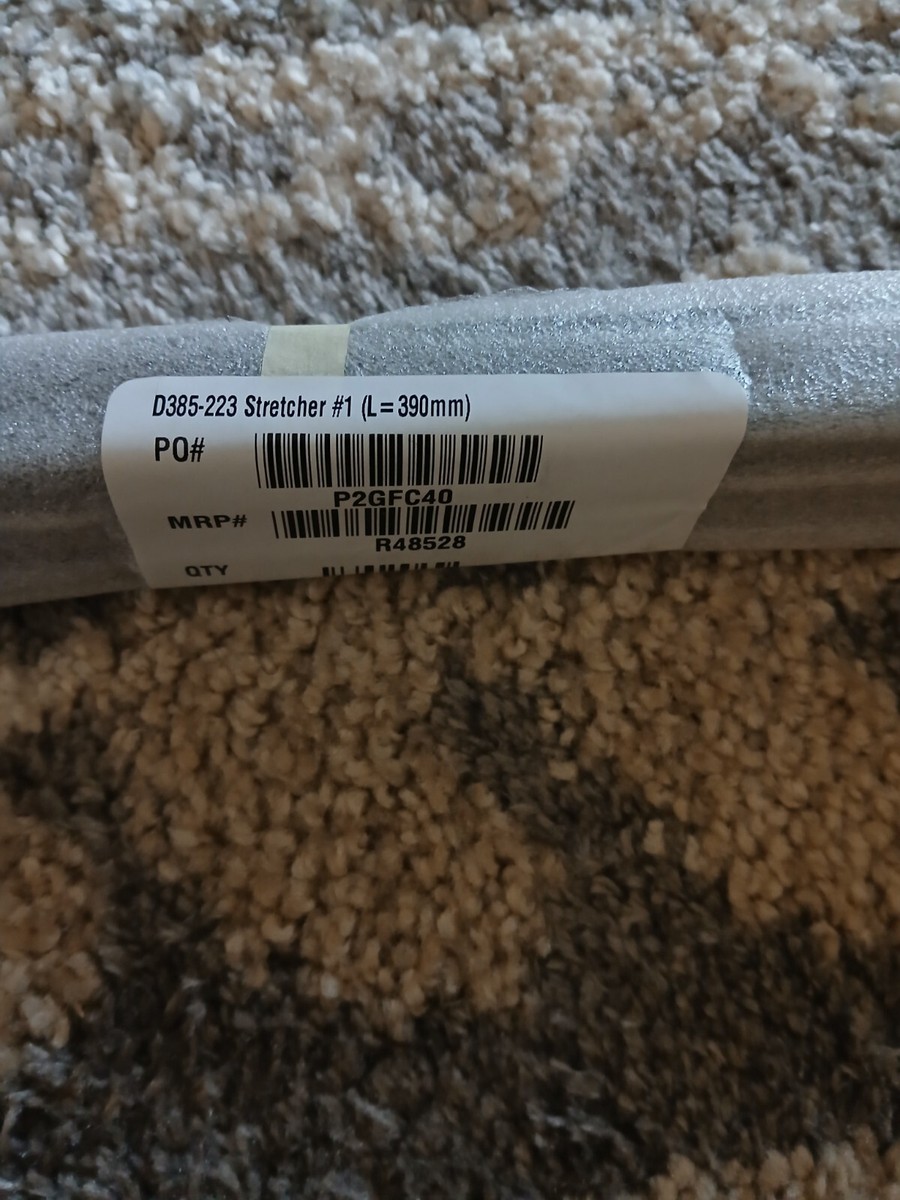 D385-223 Stretcher #1 (L=390mm)
PO#
P2GFC40
MRP#
R48528
QTY